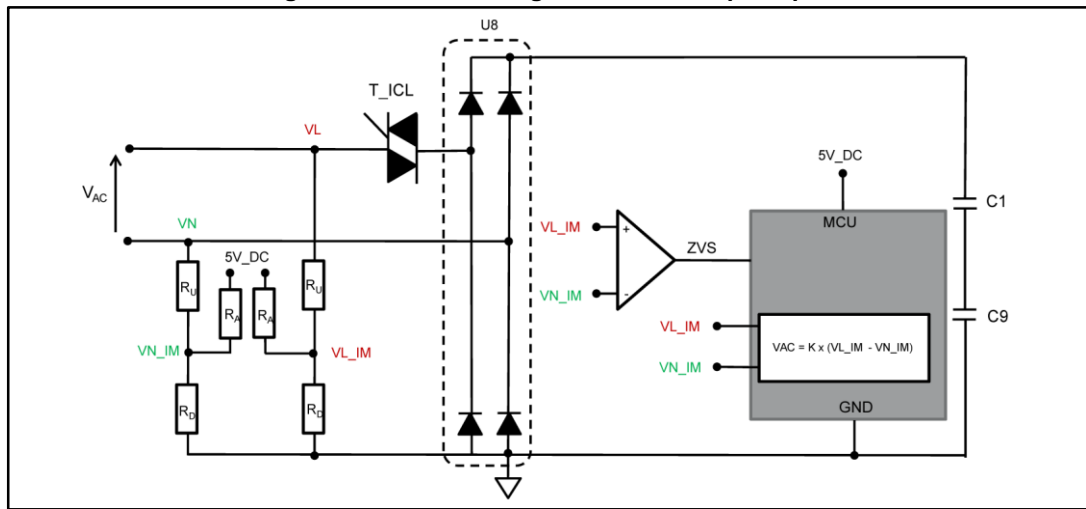 U8
T_ICL
VL
VAC
VN
5V_DC
RU
RA
RA
RU
VN_IM
VL_IM
RD
RD
VL_IM
+
VN_IM
-
ZVS
5V_DC
MCU
VL_IM
VN_IM
VAC = K x (VL_IM - VN_IM)
GND
C1
C9